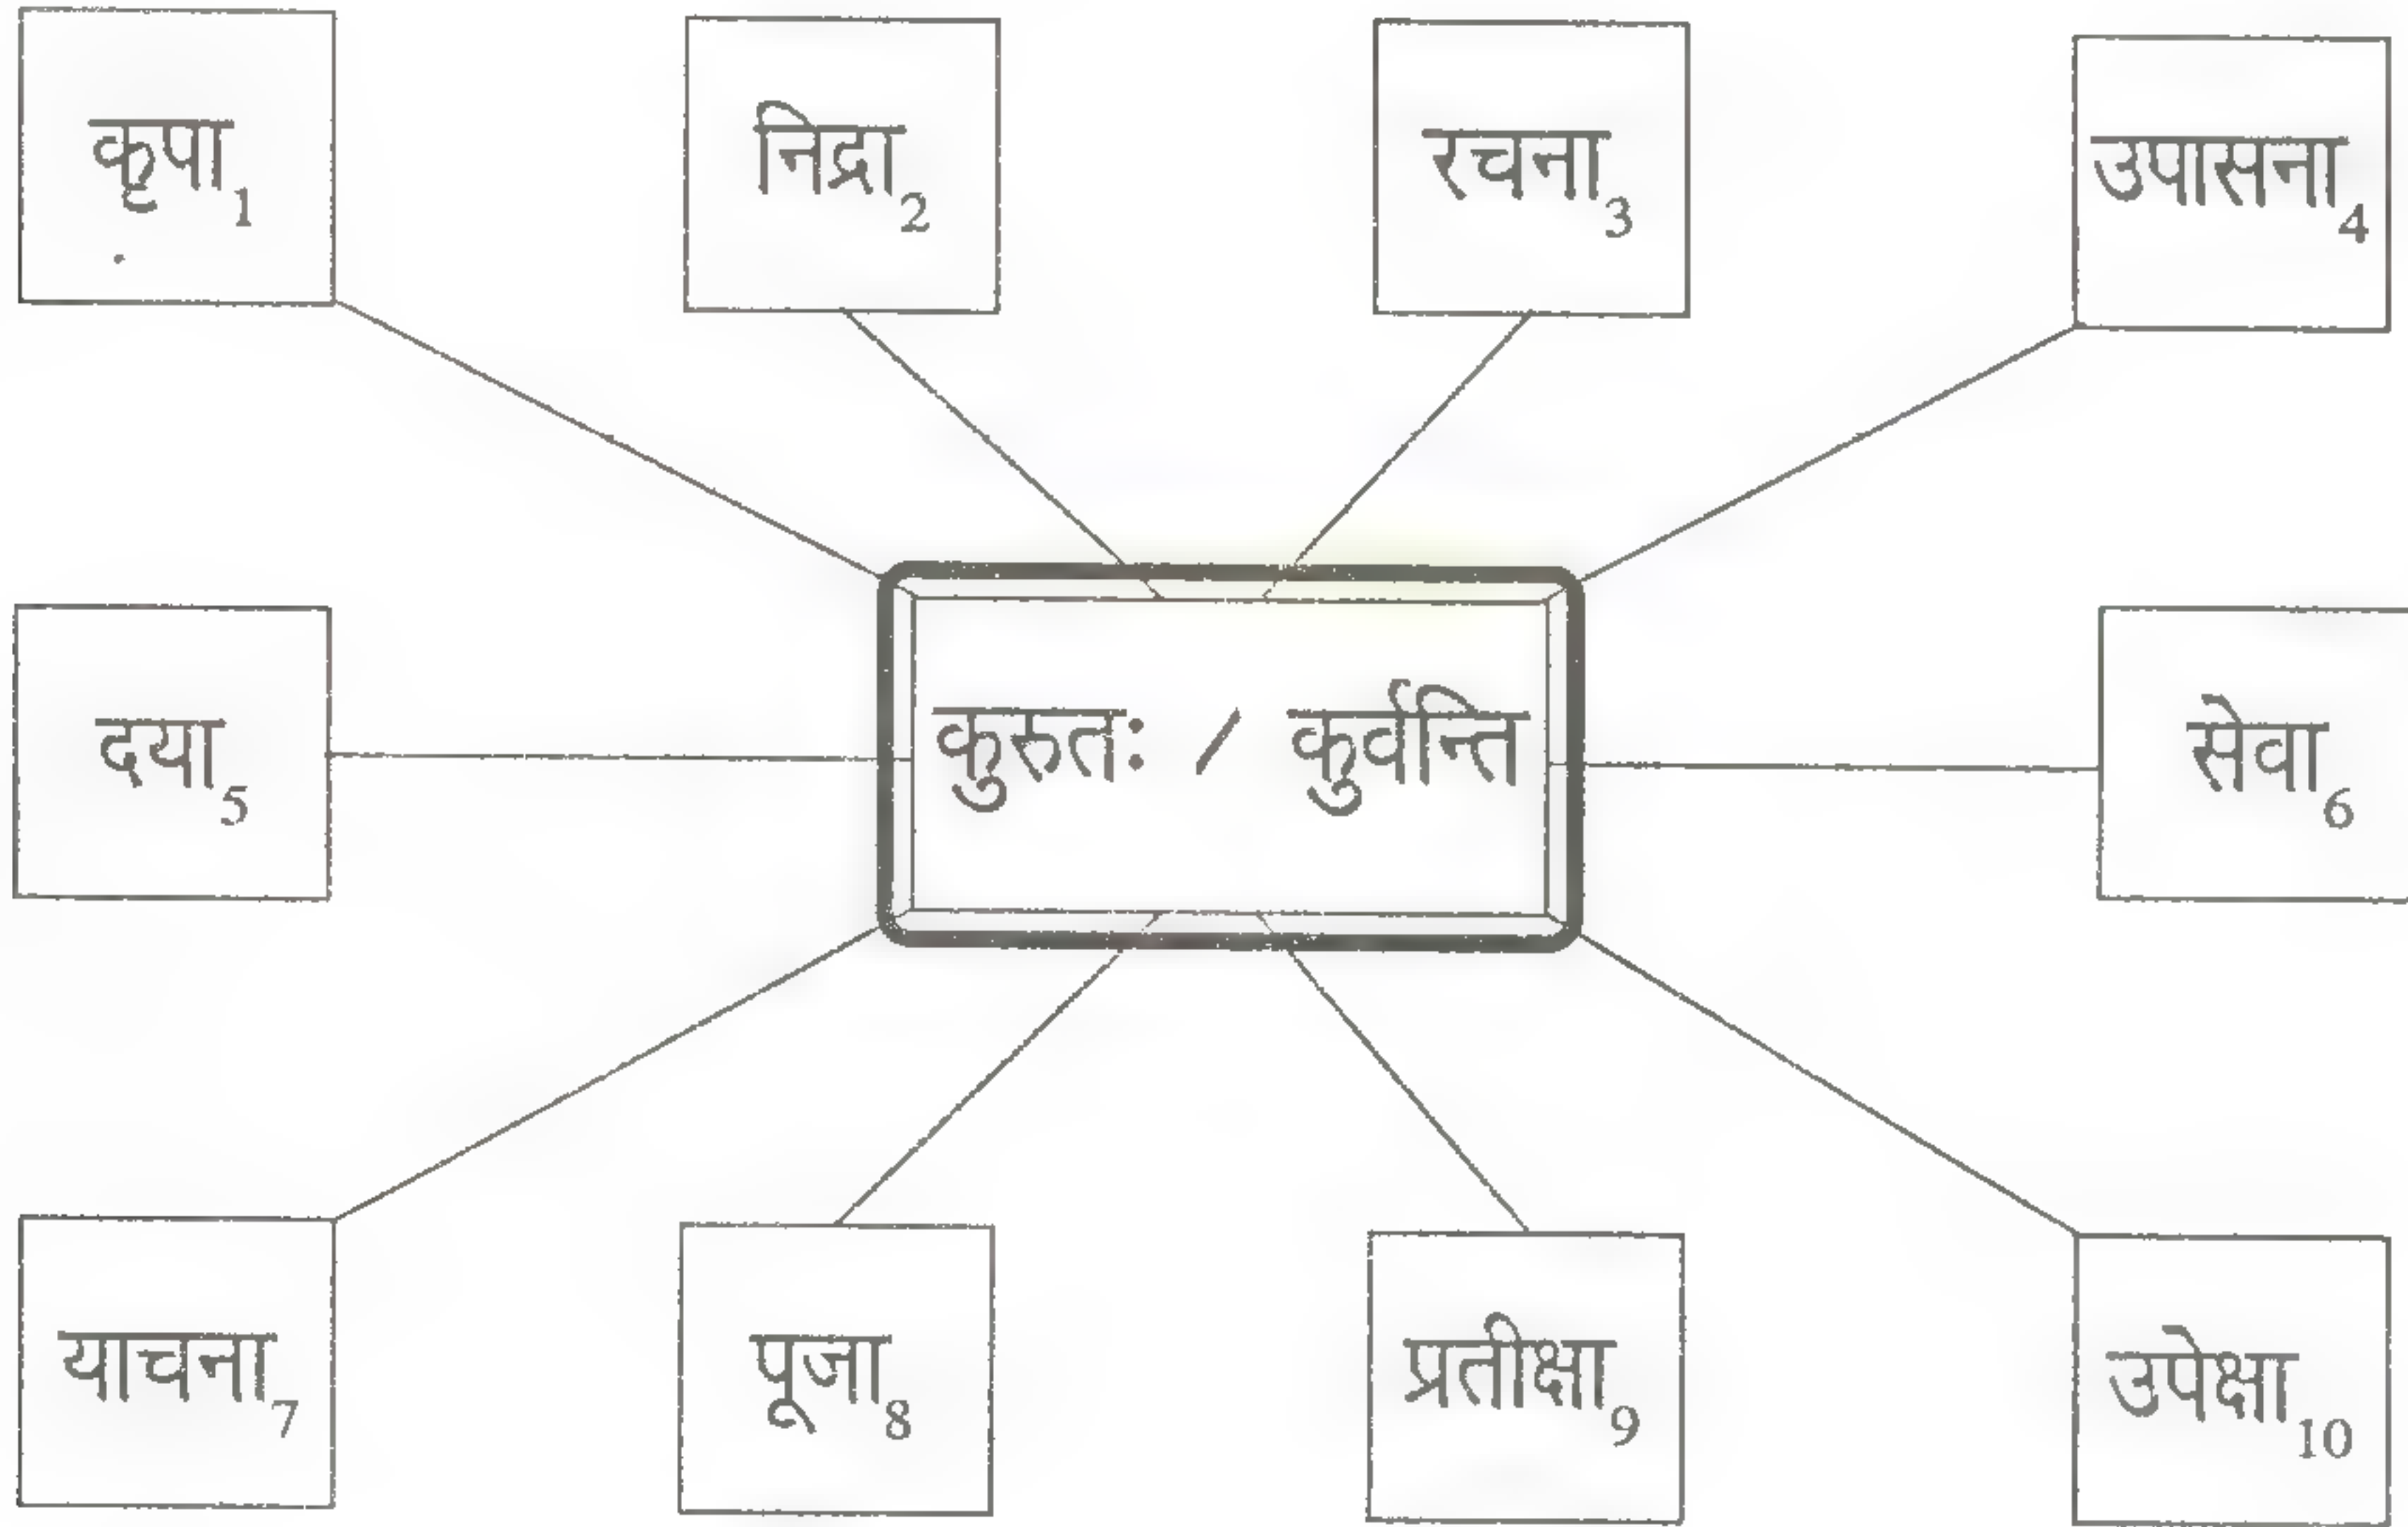 कृपा 1
निद्रा 2
रचना 3
उपासना 4
दया 5
कुरुतः / कुर्वन्ति
सेवा 6
याचना 7
पूजा 8
प्रतीक्षा 9
उपेक्षा 10